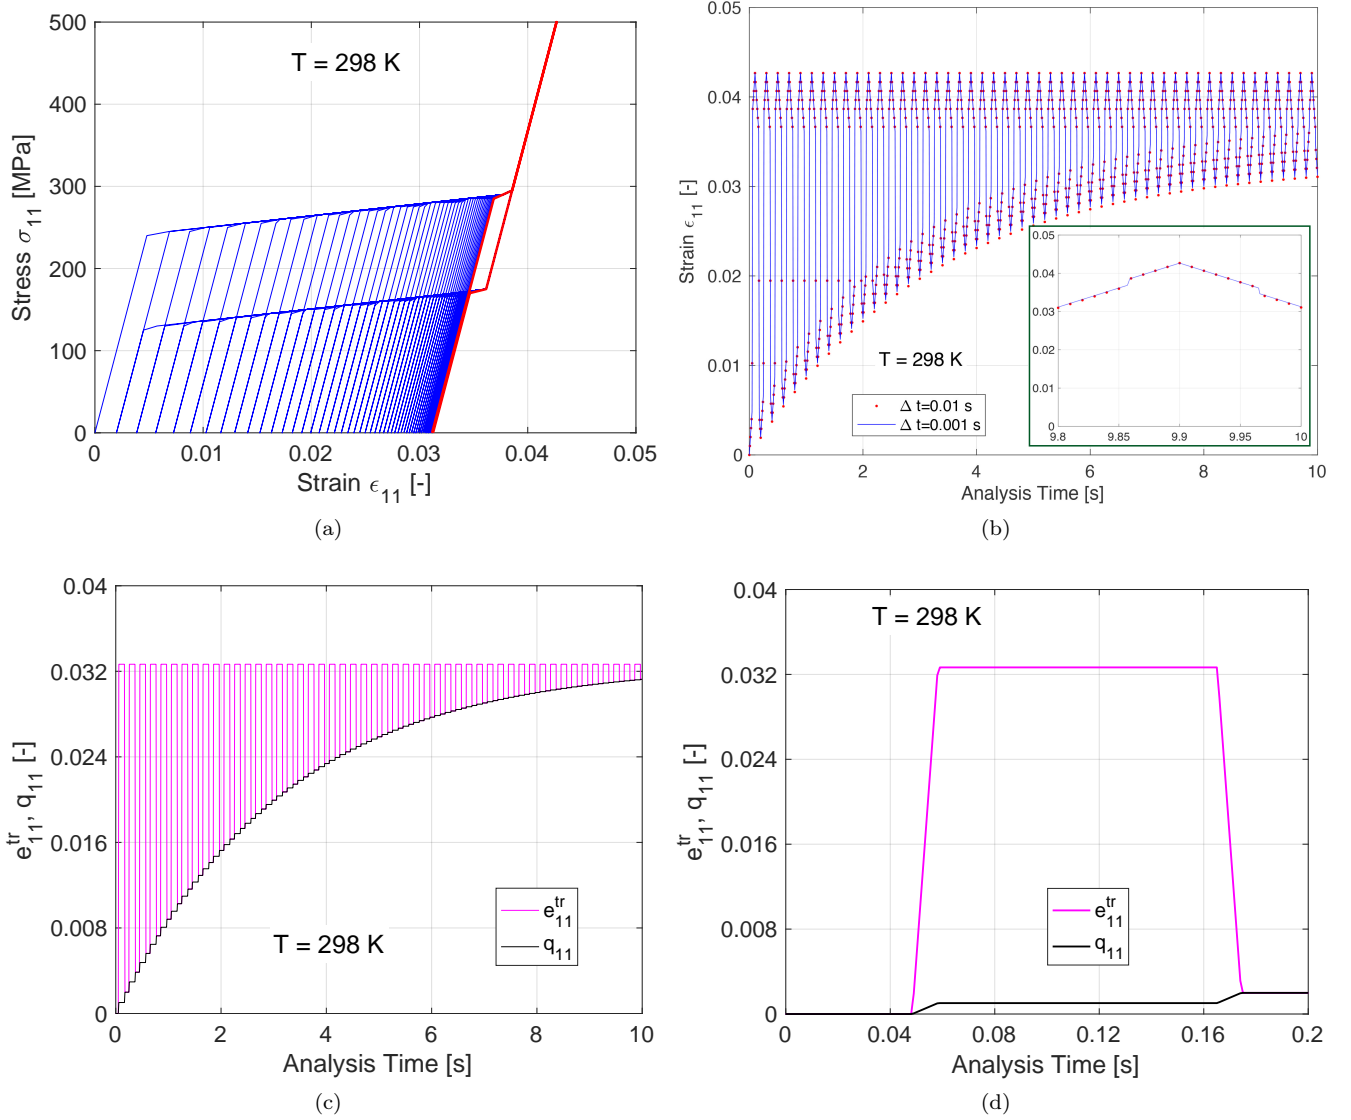 500
400
300
200
100
0
Stress σ11 [MPa]
T = 298 K
0 0.01 0.02 0.03 0.04 0.05
Strain ϵ11 [-]
(a)
0.05
0.04
0.03
0.02
0.01
0
Strain ϵ11 [-]
T = 298 K
Δ t=0.01 s
Δ t=0.001 s
0.05
0.04
0.03
0.02
0.01
0
9.8 9.85 9.9 9.95 10
0 2 4 6 8 10
Analysis Time [s]
(b)
0.04
0.032
0.024
0.016
0.008
0
e11tr, q11 [-]
T = 298 K
e11tr
q11
0 2 4 6 8 10
Analysis Time [s]
(c)
0.04
0.032
0.024
0.016
0.008
0
e11tr, q11 [-]
T = 298 K
e11tr
q11
0 0.04 0.08 0.12 0.16 0.2
Analysis Time [s]
(d)